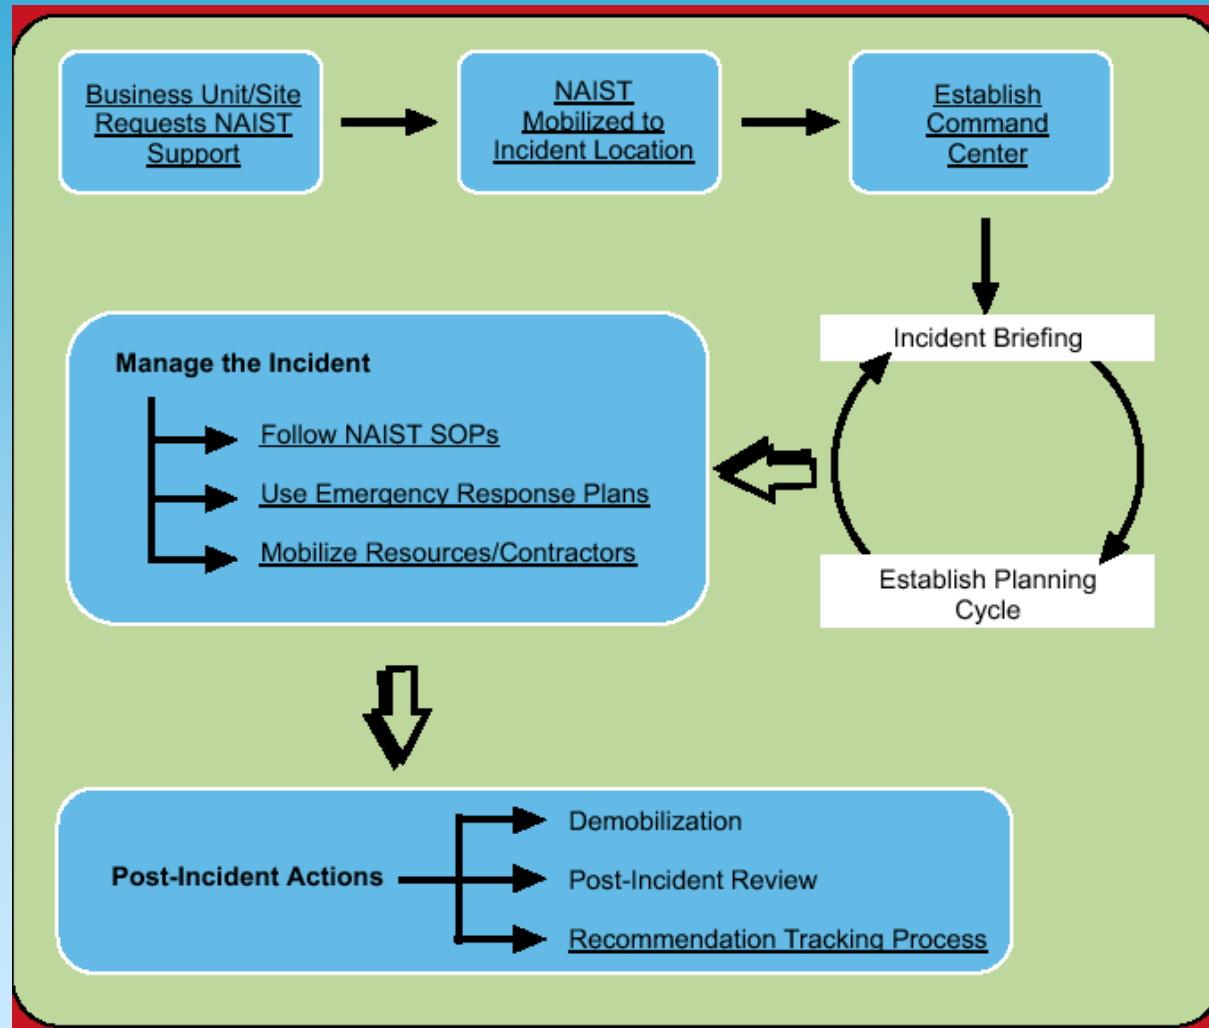 Business Unit/Site
Requests NAIST
Support
NAIST
Mobilized to
Incident Location
Establish
Command
Center
Incident Briefing
Establish Planning
Cycle
Manage the Incident
Follow NAIST SOPs
Use Emergency Response Plans
Mobilize Resources/Contractors
Post-Incident Actions
Demobilization
Post-Incident Review
Recommendation Tracking Process